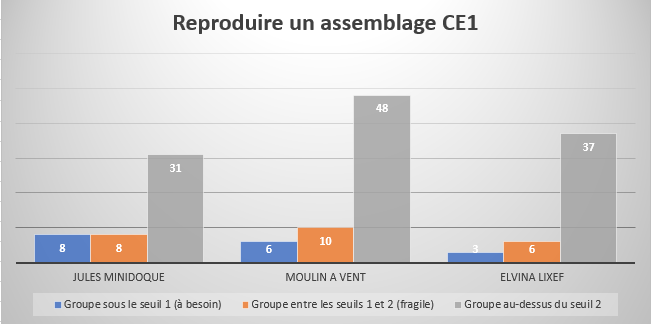 Reproduire un assemblage CE1
8 8 31 6 10 48 3 6 37
JULES MINIDOQUE MOULIN A VENT ELVINA LIXEF
Groupe sous le seuil 1 (à besoin) Groupe entre les seuils 1 et 2 (fragile) Groupe au-dessus du seuil 2